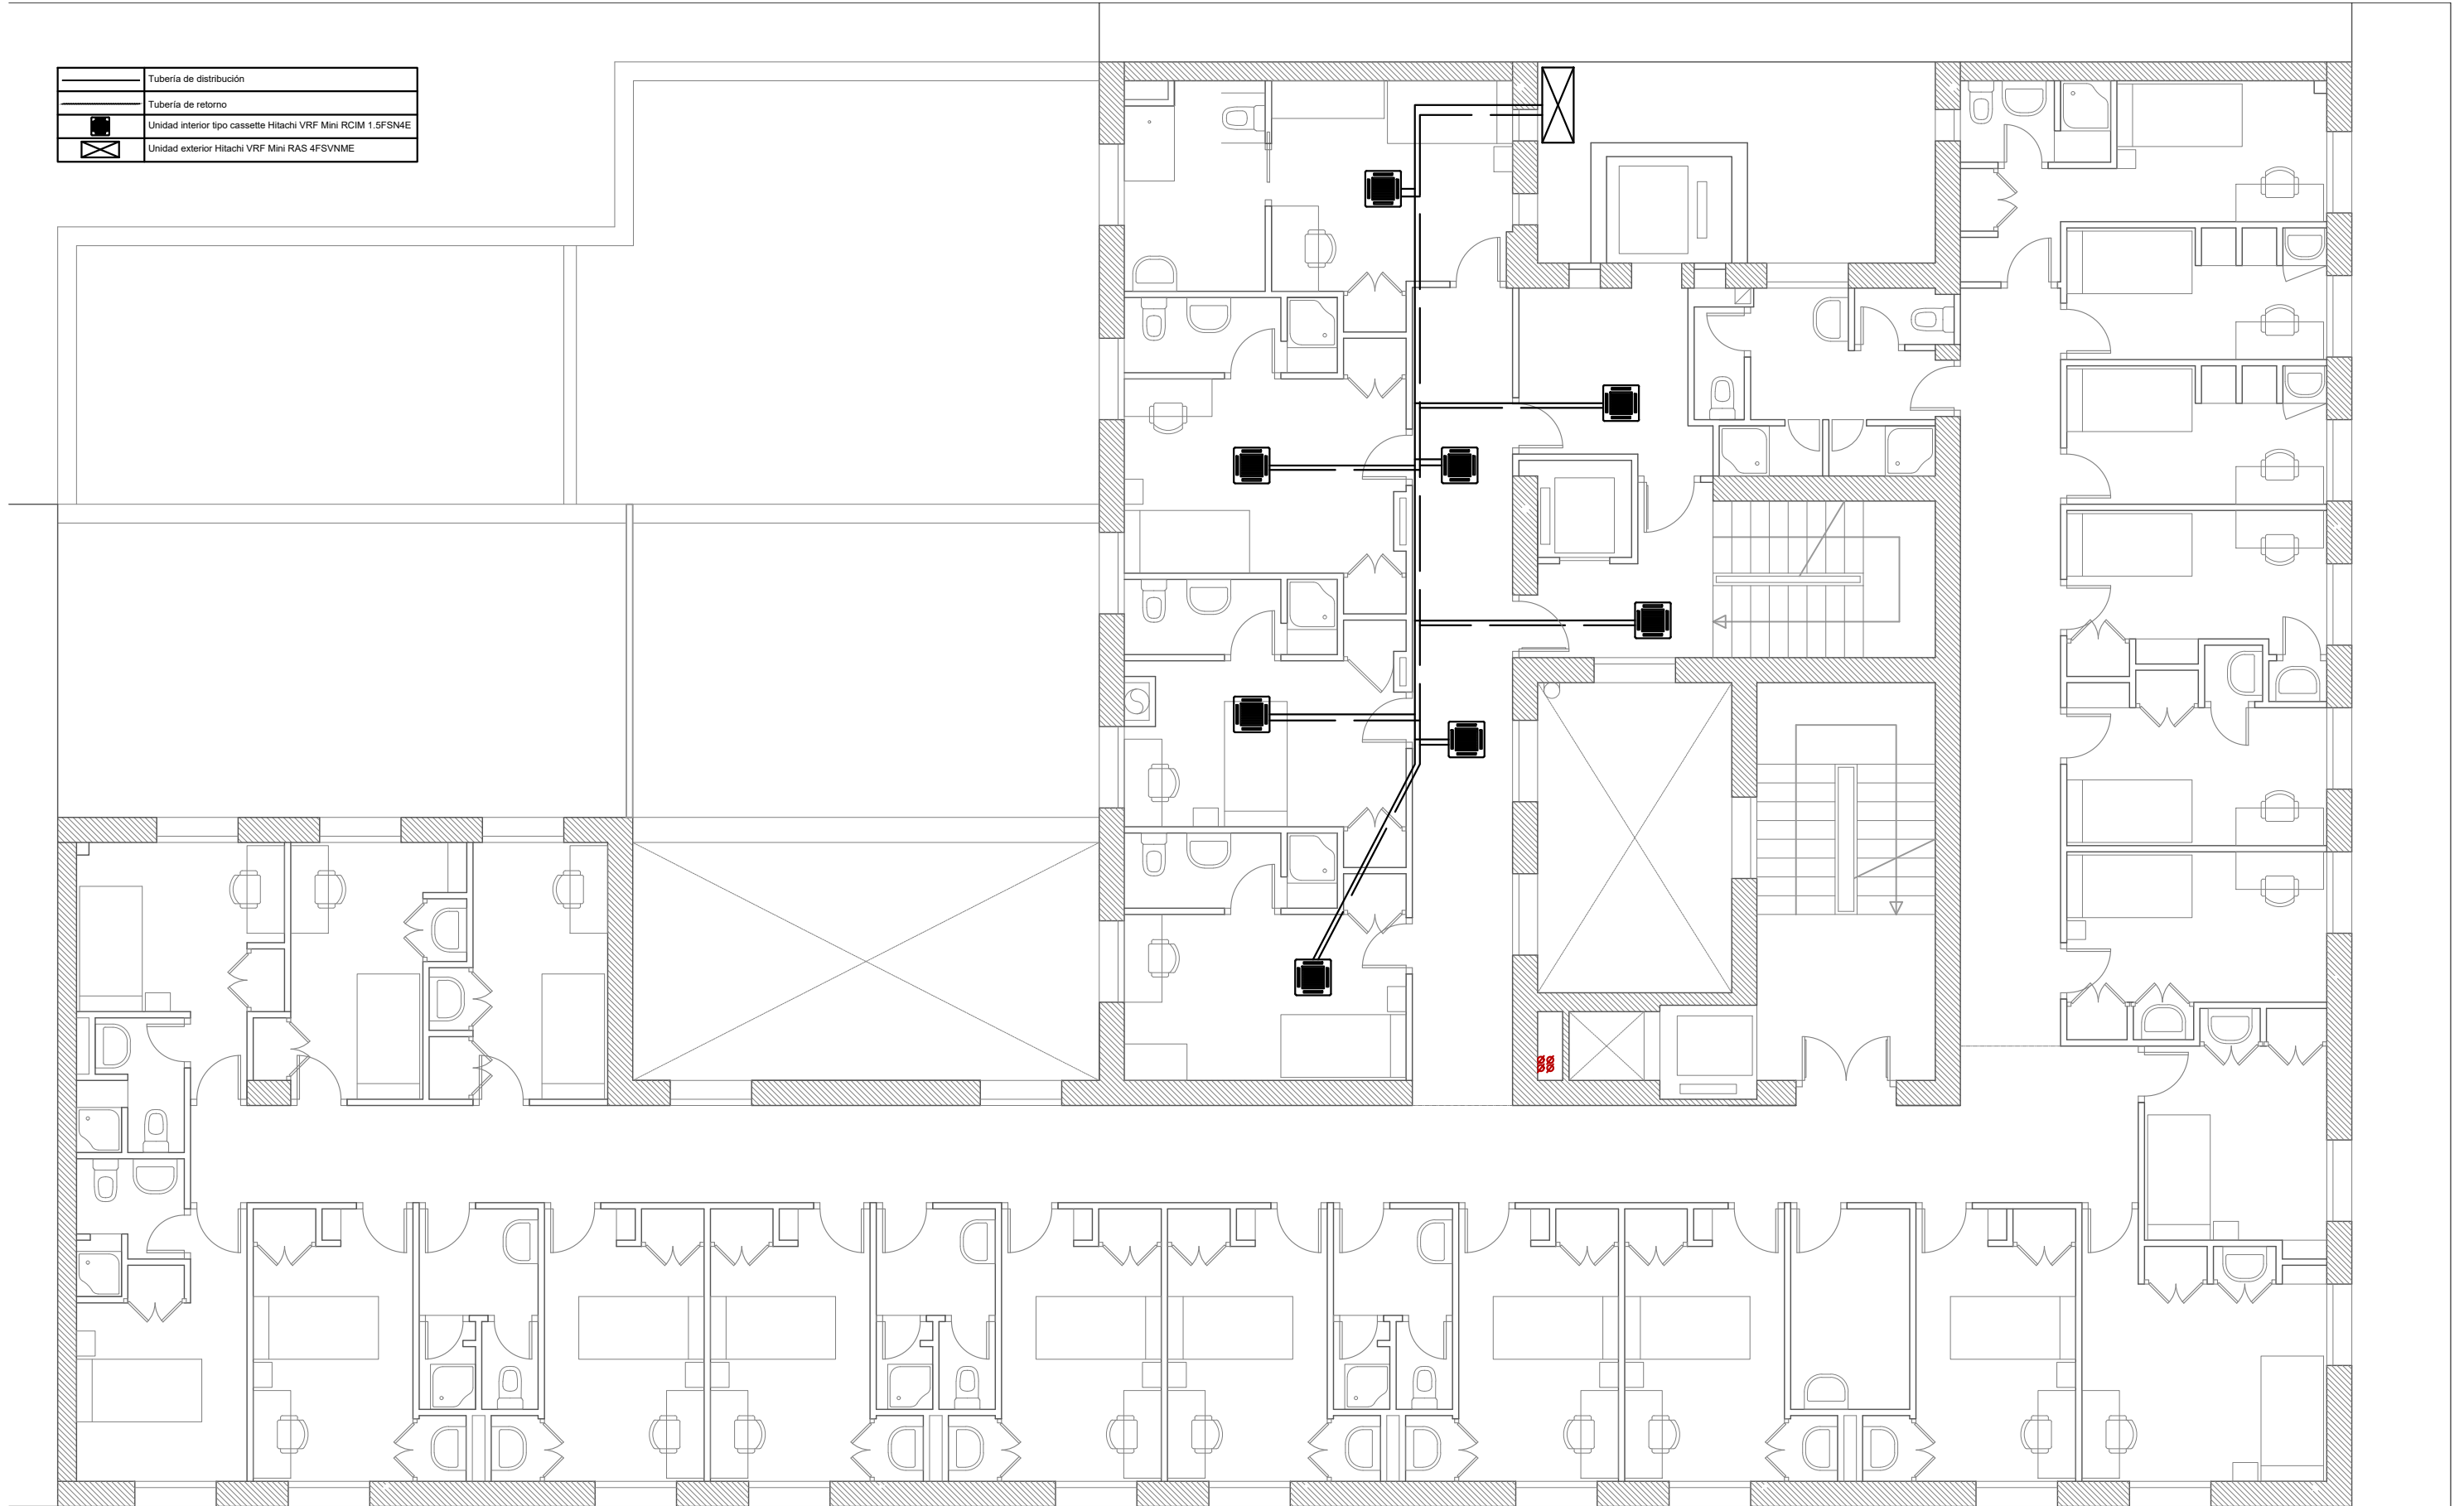 Tubería de distribución
Tubería de retorno
Unidad interior tipo cassette Hitachi VRF Mini RCIM 1.5FSN4E
Unidad exterior Hitachi VRF Mini RAS 4FSVNME